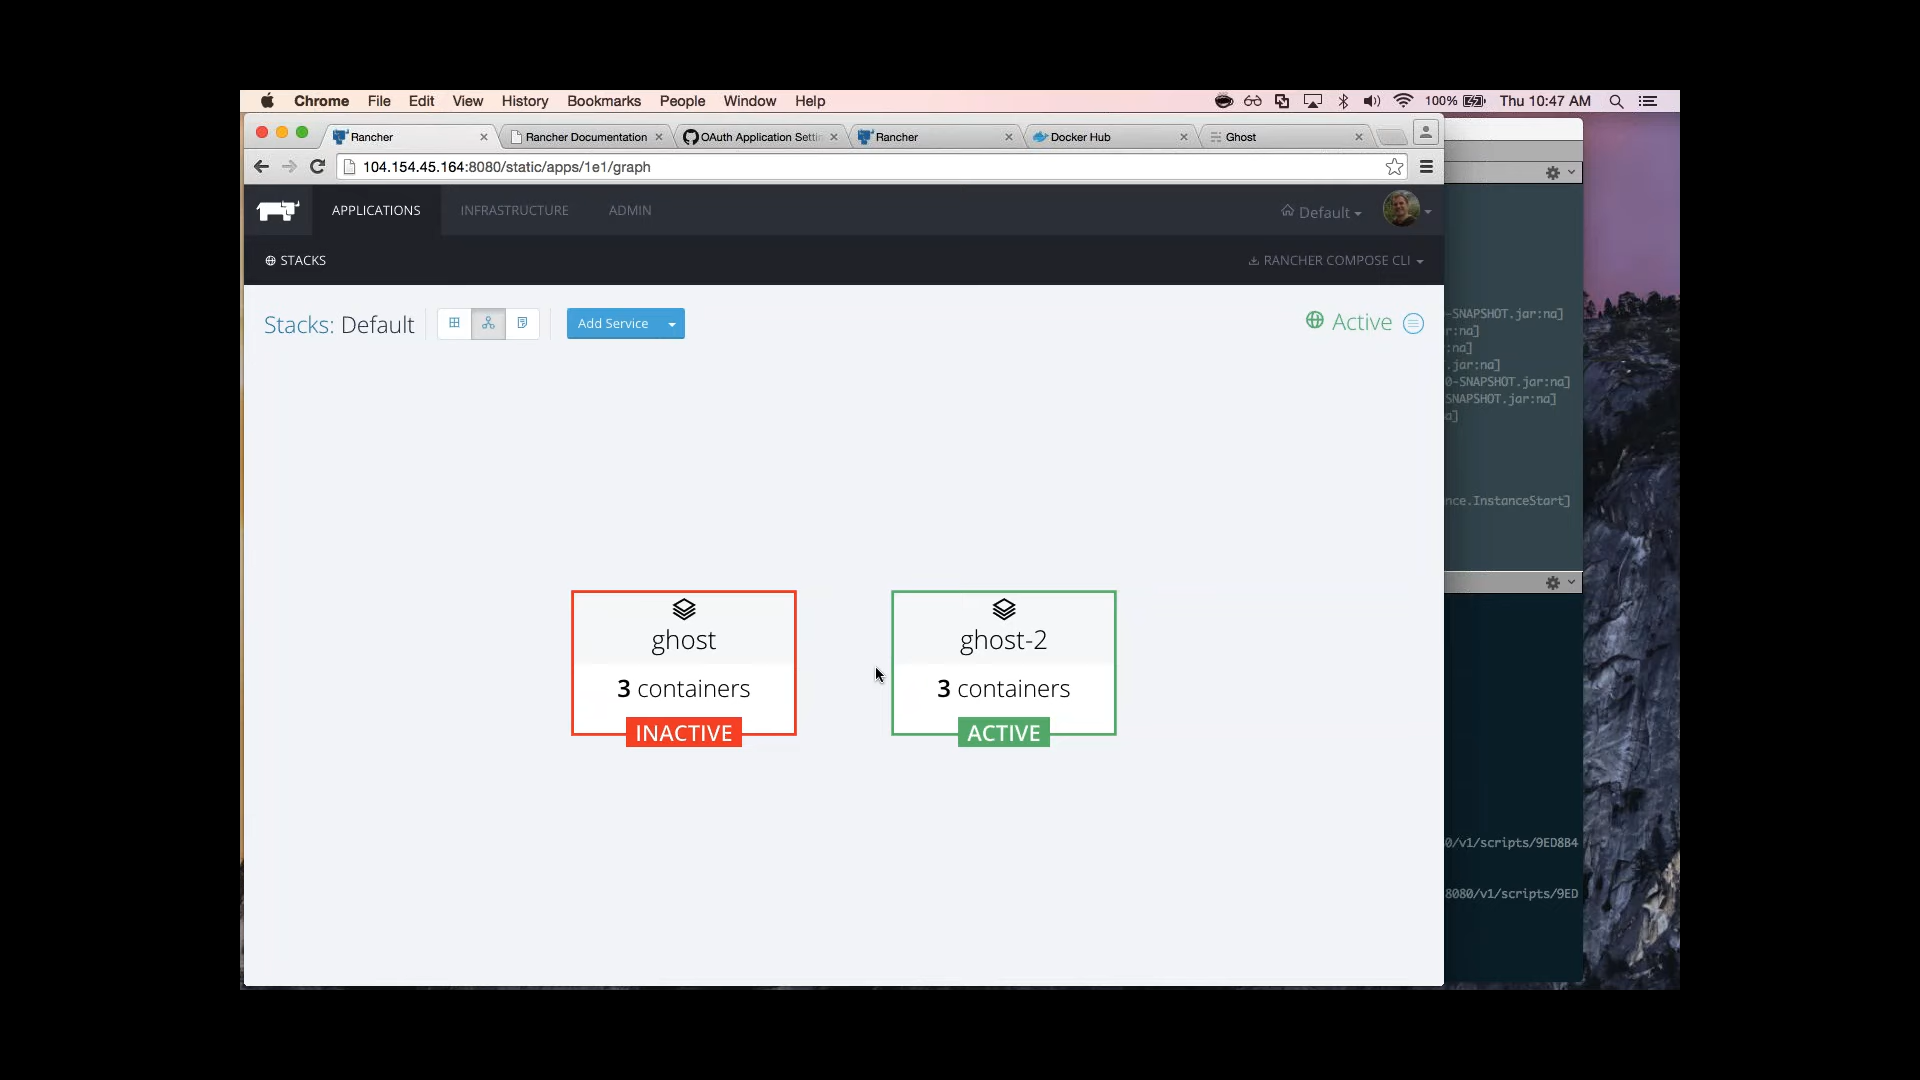 Chrome File Edit View History Bookmarks People Window Help 100% Thu 10:47 AM
Rancher Rancher Documentation OAuth Application Settin Rancher Docker Hub Ghost
104.154.45.164:8080/static/apps/1e1/graph
APPLICATIONS INFRASTRUCTURE ADMIN Default
STACKS RANCHER COMPOSE CLI
Stacks: Default Add Service Active
-SNAPSHOT.jar:na]
r:na]
:na]
.jar:na]
0-SNAPSHOT.jar:na]
SNAPSHOT.jar:na]
a]
nce.InstanceStart]
ghost
3 containers
INACTIVE
ghost-2
3 containers
ACTIVE
0/v1/scripts/9ED8B4
8080/v1/scripts/9ED